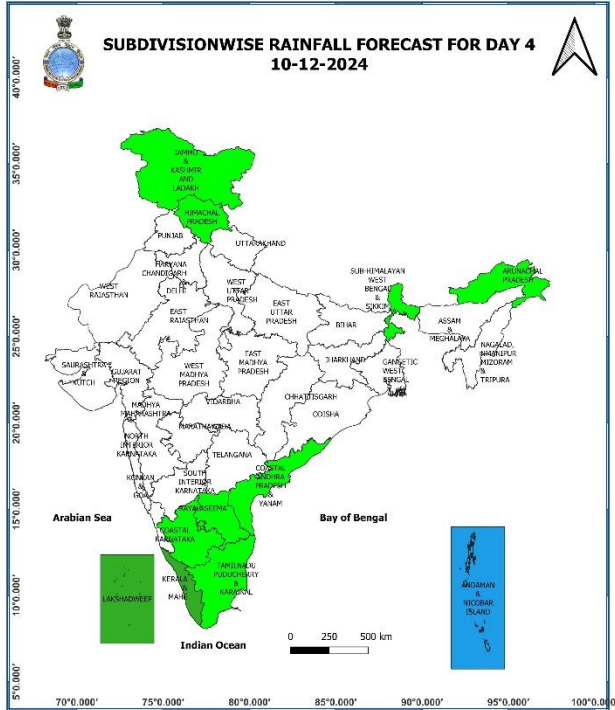 SUBDIVISIONWISE RAINFALL FORECAST FOR DAY 4
10-12-2024
40°0.000'
35°0.000'
30°0.000'
25°0.000'
20°0.000'
15°0.000'
10°0.000'
5°0.000'
JAMMU
&
KASHMIR
AND
LADAKH
HIMACHAL
PRADESH
PUNJAB
UTTARAKHAND
HARYANA
CHANDIGARH
&
DELHI
WEST
RAJASTHAN
WEST
UTTAR
PRADESH
EAST
RAJASTHAN
EAST
UTTAR
PRADESH
SUB-HIMALAYAN
WEST
BENGAL
&
SIKKIM
ARUNACHAL
PRADESH
BIHAR
ASSAM
&
MEGHALAYA
NAGALAD,
MANIPUR
MIZORAM
&
TRIPURA
SAURASHTRA
&
KUTCH
GUJARAT
REGION
WEST
MADHYA
PRADESH
EAST
MADHYA
PRADESH
JHARKHAND
GANGETIC
WEST
BENGAL
CHHATTISGARH
ODISHA
MADHYA
MAHARASHTRA
VIDARBHA
MARATHAWADA
NORTH
INTERIOR
KARNATAKA
TELANGANA
KONKAN
&
GOA
SOUTH
INTERIOR
KARNATAKA
COASTAL
ANDHRA
PRADESH
&
YANAM
RAYALASEEMA
COASTAL
KARNATAKA
TAMILNADU
PUDUCHERRY
&
KARAIKAL
KERALA
&
MAHE
LAKSHADWEEP
ANDAMAN
&
NICOBAR
ISLAND
Arabian Sea
Bay of Bengal
Indian Ocean
0 250 500 km
70°0.000' 75°0.000' 80°0.000' 85°0.000' 90°0.000' 95°0.000' 100°0.000'